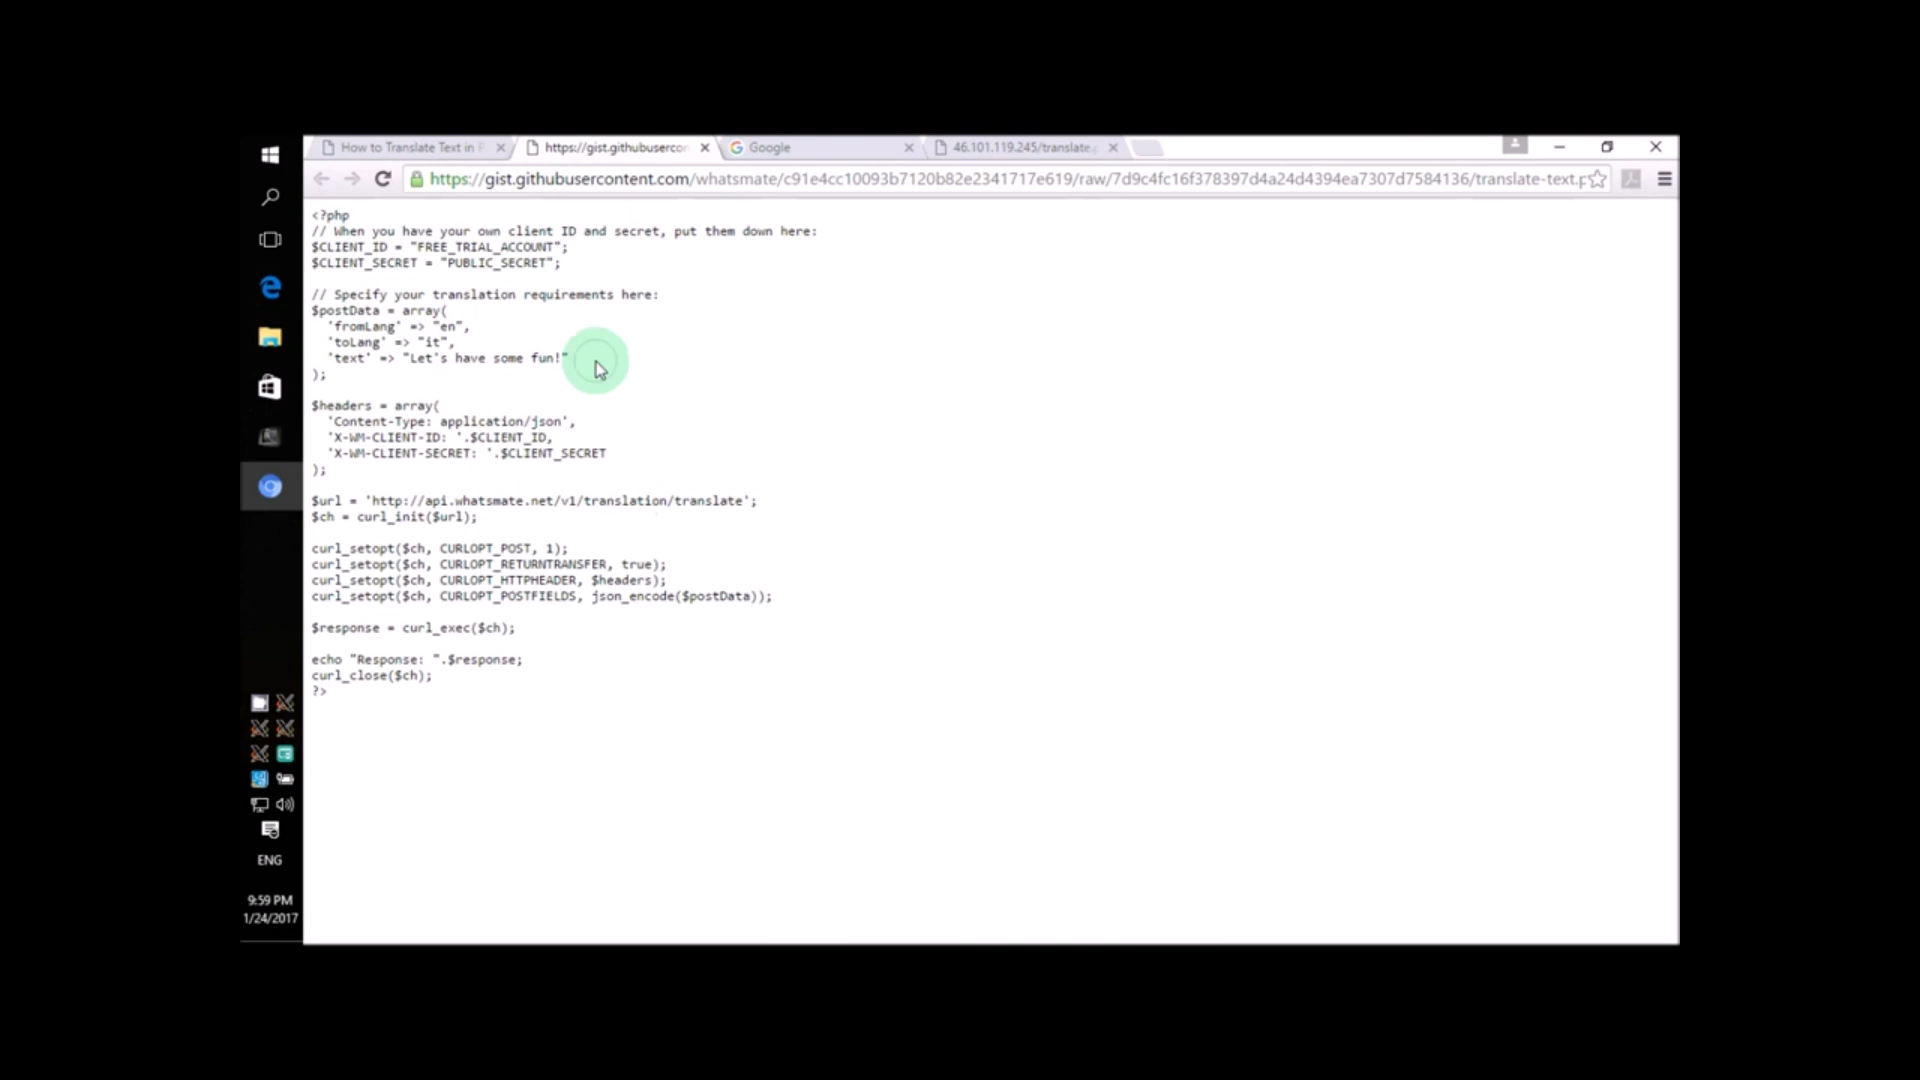 How to Translate Text in P
https://gist.githubusercon
Google
46.101.119.245/translate.p
https://gist.githubusercontent.com/whatsmate/c91e4cc10093b7120b82e2341717e619/raw/7d9c4fc16f378397d4a24d4394ea7307d7584136/translate-text.p
<?php
// When you have your own client ID and secret, put them down here:
$CLIENT_ID = "FREE_TRIAL_ACCOUNT";
$CLIENT_SECRET = "PUBLIC_SECRET";
// Specify your translation requirements here:
$postData = array(
'fromLang' => "en",
'toLang' => "it",
'text' => "Let's have some fun!"
);
$headers = array(
'Content-Type: application/json',
'X-WM-CLIENT-ID: '.$CLIENT_ID,
'X-WM-CLIENT-SECRET: '.$CLIENT_SECRET
);
$url = 'http://api.whatsmate.net/v1/translation/translate';
$ch = curl_init($url);
curl_setopt($ch, CURLOPT_POST, 1);
curl_setopt($ch, CURLOPT_RETURNTRANSFER, true);
curl_setopt($ch, CURLOPT_HTTPHEADER, $headers);
curl_setopt($ch, CURLOPT_POSTFIELDS, json_encode($postData));
$response = curl_exec($ch);
echo "Response: ".$response;
curl_close($ch);
?>
ENG
9:59 PM
1/24/2017